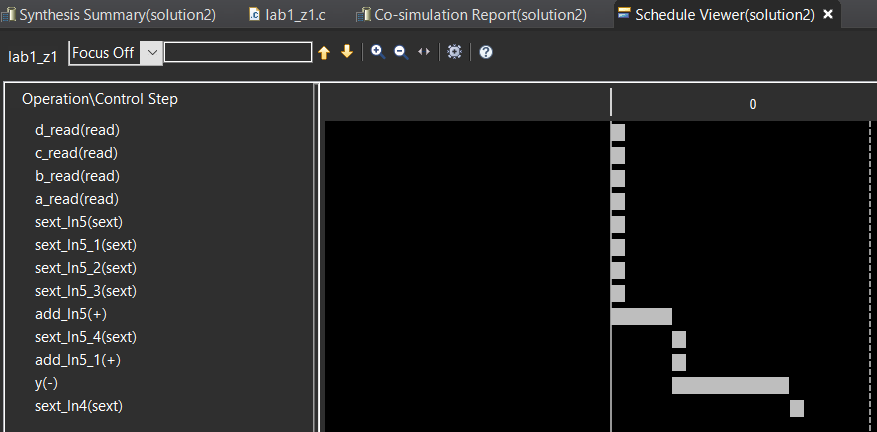 Synthesis Summary(solution2) lab1_z1.c Co-simulation Report(solution2) Schedule Viewer(solution2)
lab1_z1 Focus Off
Operation\Control Step 0
d_read(read)
c_read(read)
b_read(read)
a_read(read)
sext_ln5(sext)
sext_ln5_1(sext)
sext_ln5_2(sext)
sext_ln5_3(sext)
add_ln5(+)
sext_ln5_4(sext)
add_ln5_1(+)
y(-)
sext_ln4(sext)